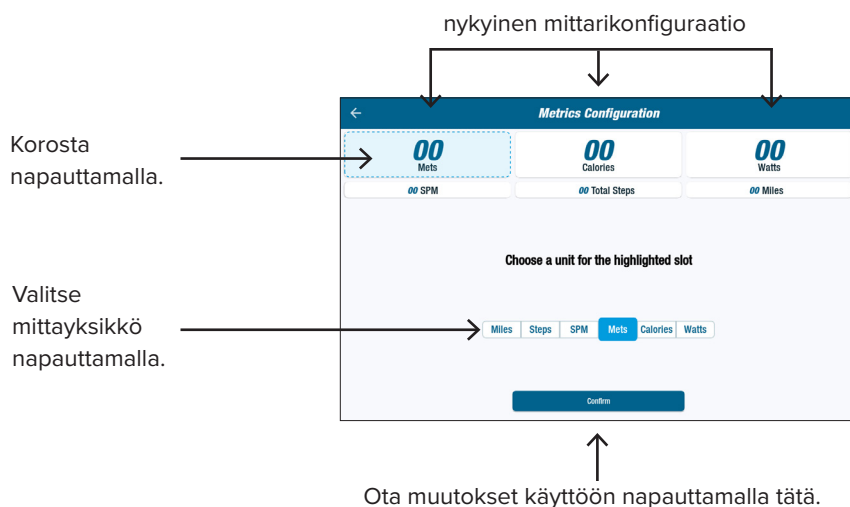 nykyinen mittarikonfiguraatio
Metrics Configuration
Korosta
napauttamalla.
00
Mets
00
Calories
00
Watts
00 SPM
00 Total Steps
00 Miles
Choose a unit for the highlighted slot
Valitse
mittayksikkö
napauttamalla.
Miles Steps SPM Mets Calories Watts
Confirm
Ota muutokset käyttöön napauttamalla tätä.